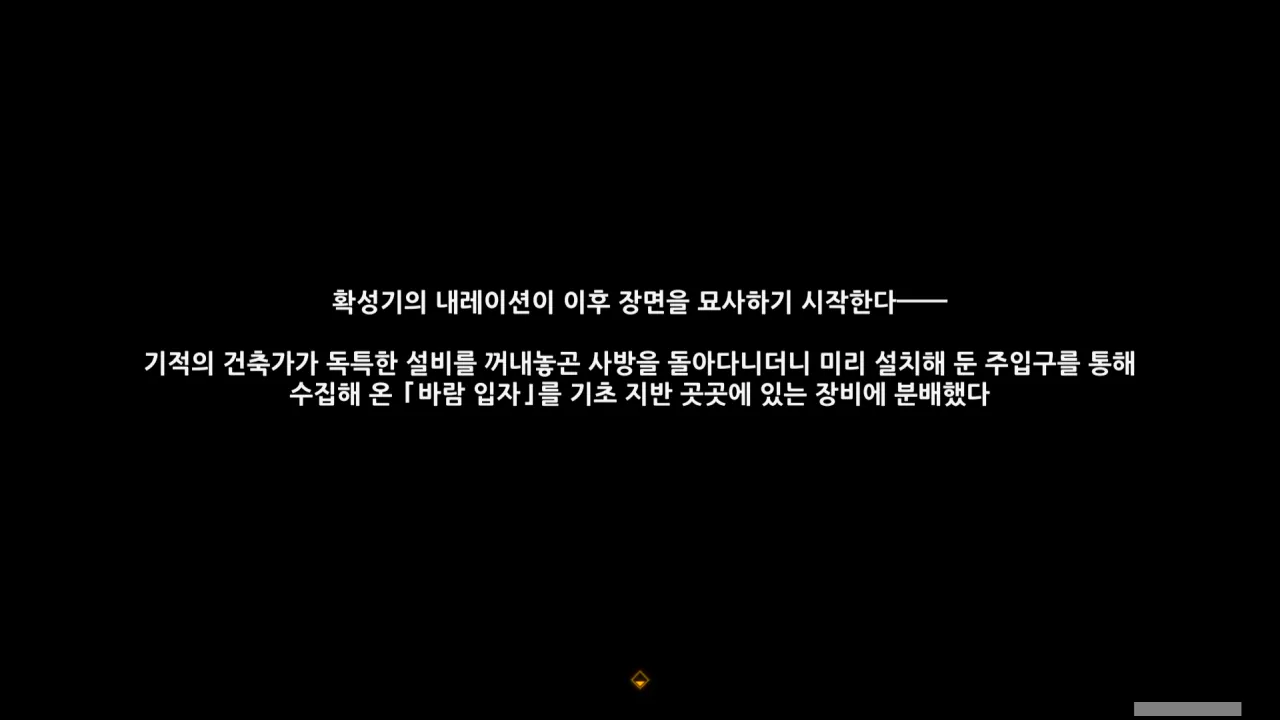 확성기의 내레이션이 이후 장면을 묘사하기 시작한다——
기적의 건축가가 독특한 설비를 꺼내놓곤 사방을 돌아다니더니 미리 설치해 둔 주입구를 통해
수집해 온 「바람 입자」를 기초 지반 곳곳에 있는 장비에 분배했다